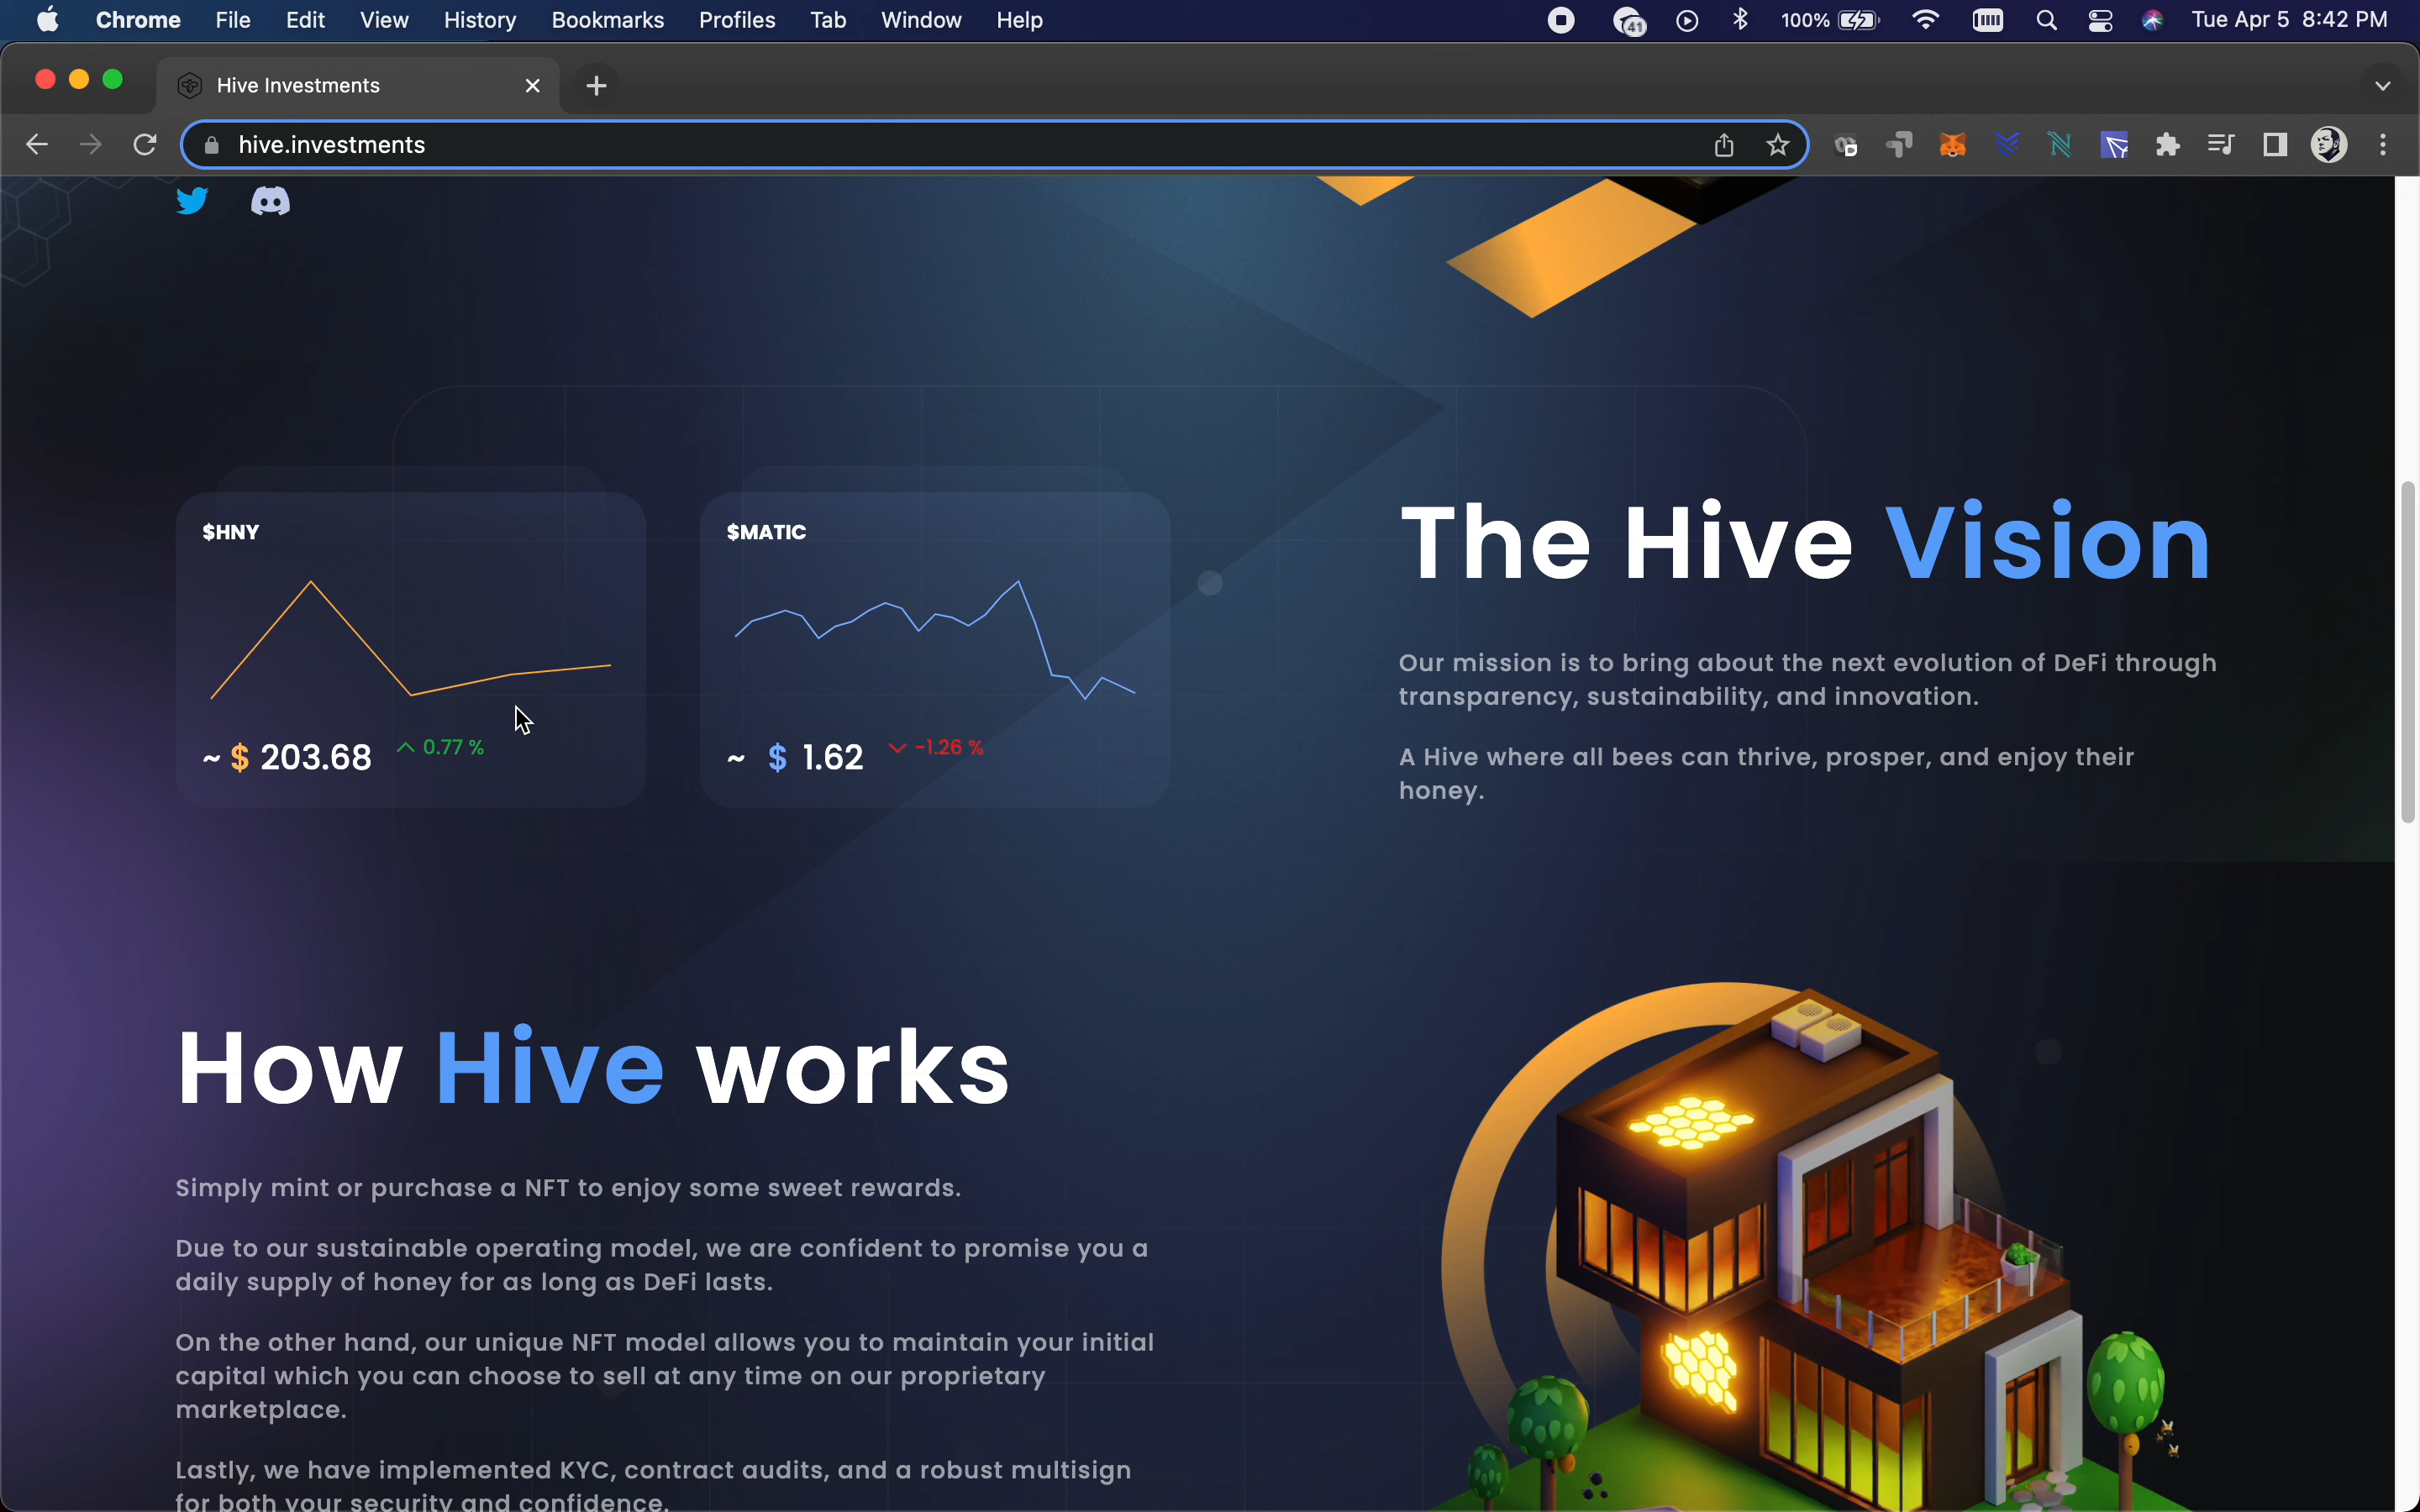 Chrome File Edit View History Bookmarks Profiles Tab Window Help 41 100% Tue Apr 5 8:42 PM
Hive Investments
hive.investments
$HNY
~ $ 203.68 0.77 %
$MATIC
~ $ 1.62 -1.26 %
The Hive Vision
Our mission is to bring about the next evolution of DeFi through
transparency, sustainability, and innovation.
A Hive where all bees can thrive, prosper, and enjoy their
honey.
How Hive works
Simply mint or purchase a NFT to enjoy some sweet rewards.
Due to our sustainable operating model, we are confident to promise you a
daily supply of honey for as long as DeFi lasts.
On the other hand, our unique NFT model allows you to maintain your initial
capital which you can choose to sell at any time on our proprietary
marketplace.
Lastly, we have implemented KYC, contract audits, and a robust multisign
for both your security and confidence.